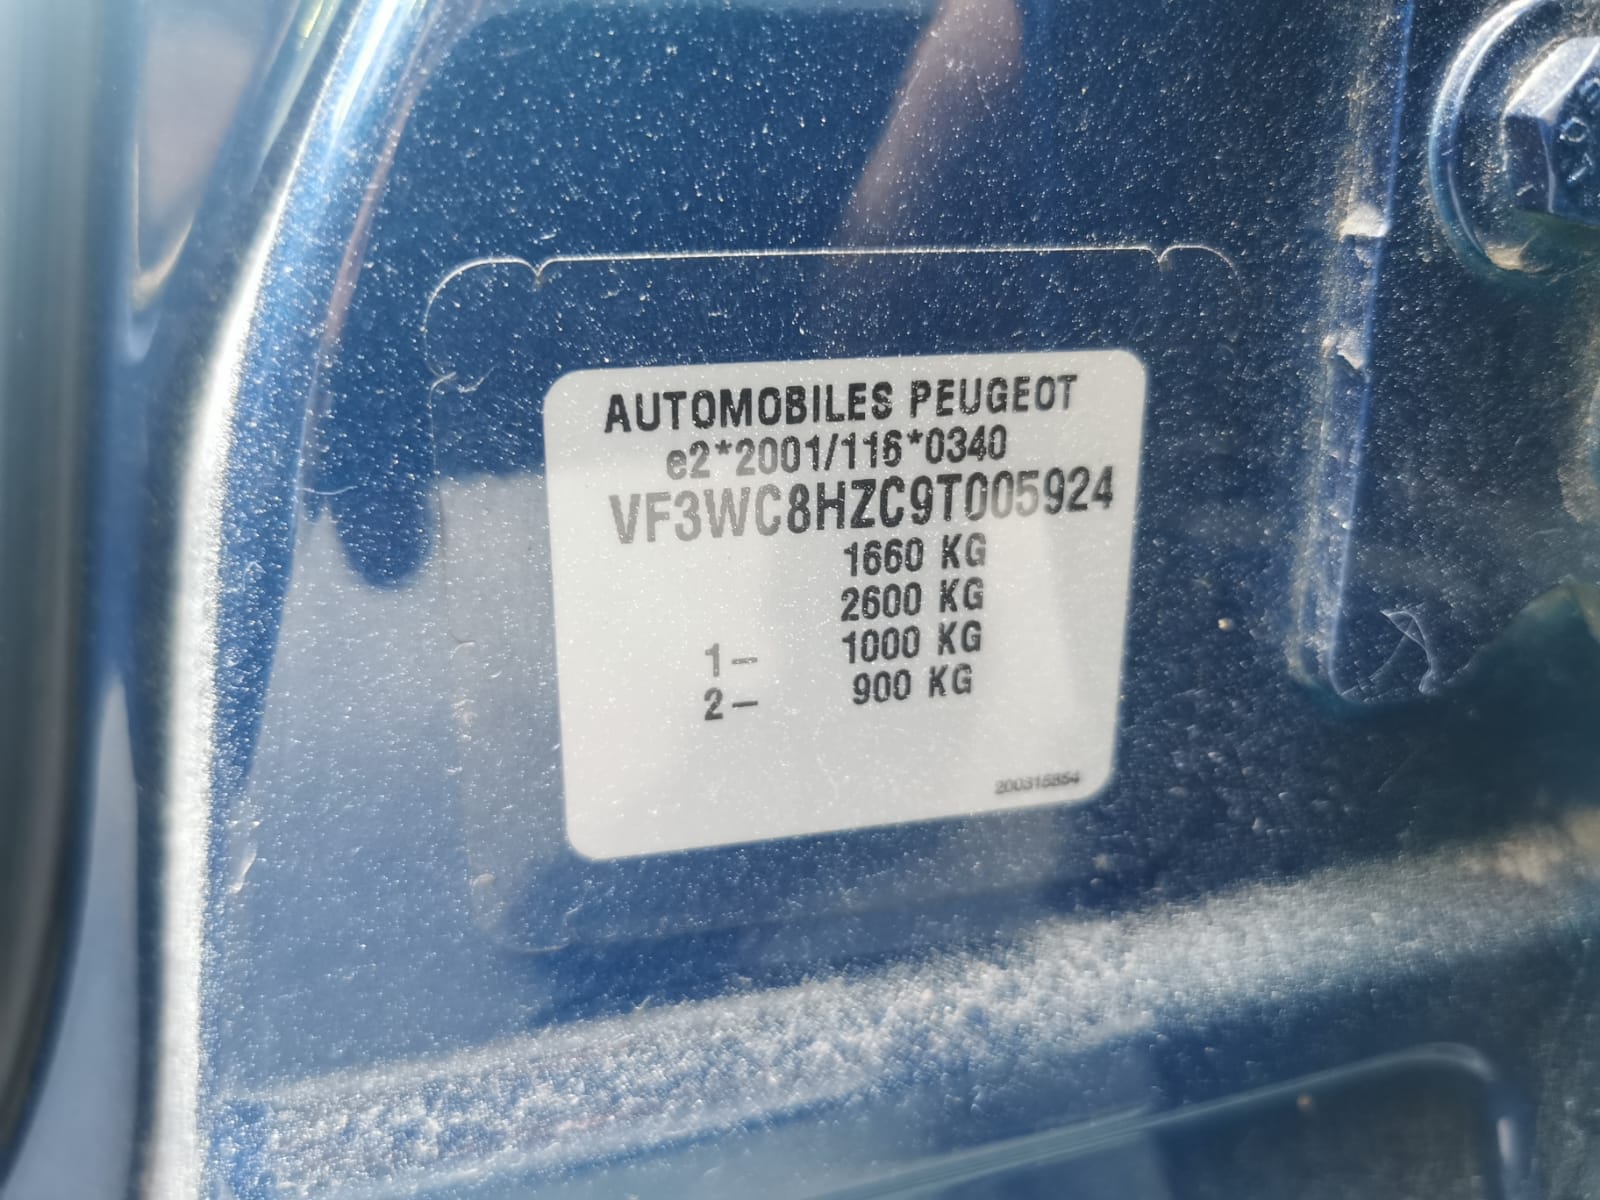 AUTOMOBILES PEUGEOT
e2*2001/116*0340
VF3WC8HZC9T005924
1660 KG
2600 KG
1- 1000 KG
2- 900 KG